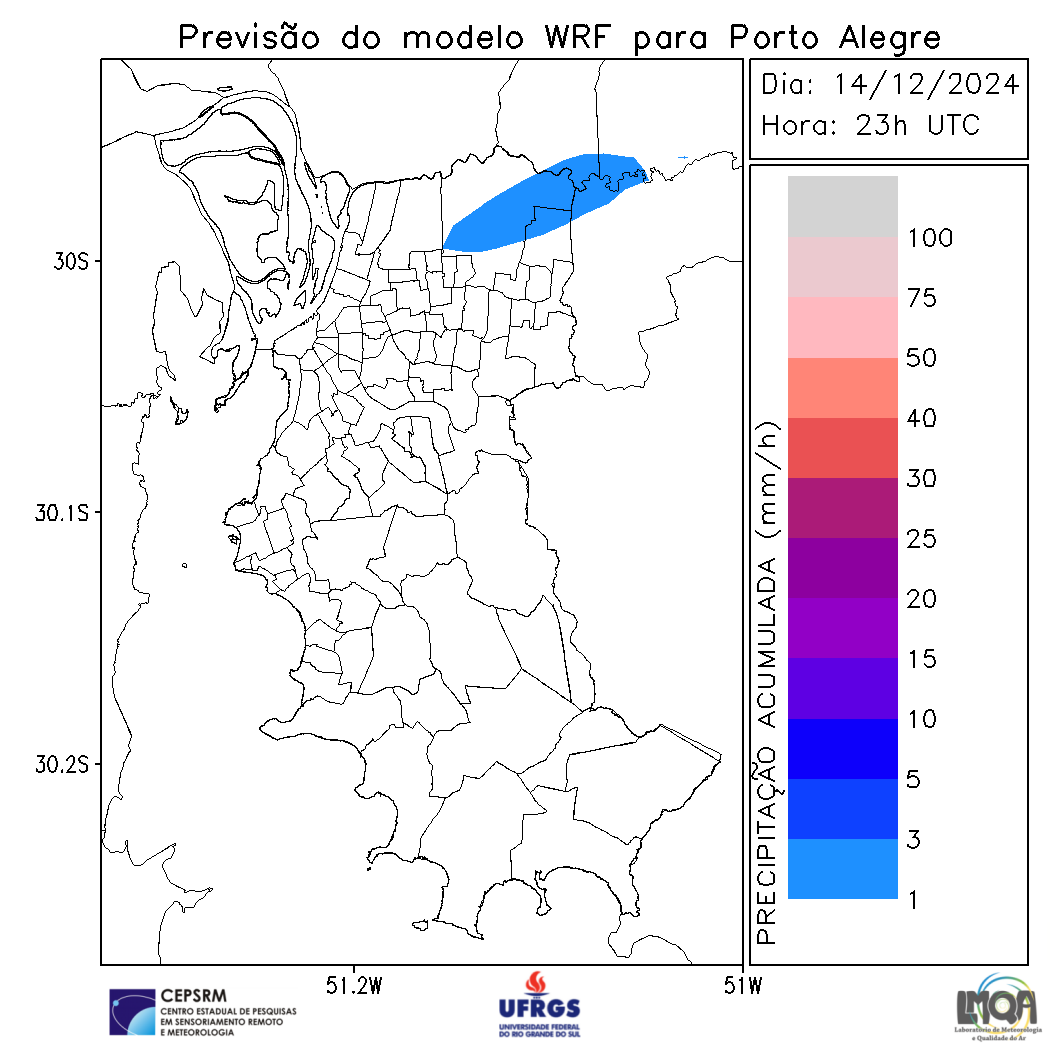 Previsão do modelo WRF para Porto Alegre
Dia: 14/12/2024
Hora: 23h UTC
30S
30.1S
30.2S
51.2W
51W
PRECIPITAÇÃO ACUMULADA (mm/h)
100
75
50
40
30
25
20
15
10
5
3
1
CEPSRM
CENTRO ESTADUAL DE PESQUISAS
EM SENSORIAMENTO REMOTO
E METEOROLOGIA
UFRGS
UNIVERSIDADE FEDERAL
DO RIO GRANDE DO SUL
LMQA
Laboratório de Meteorologia
e Qualidade do Ar